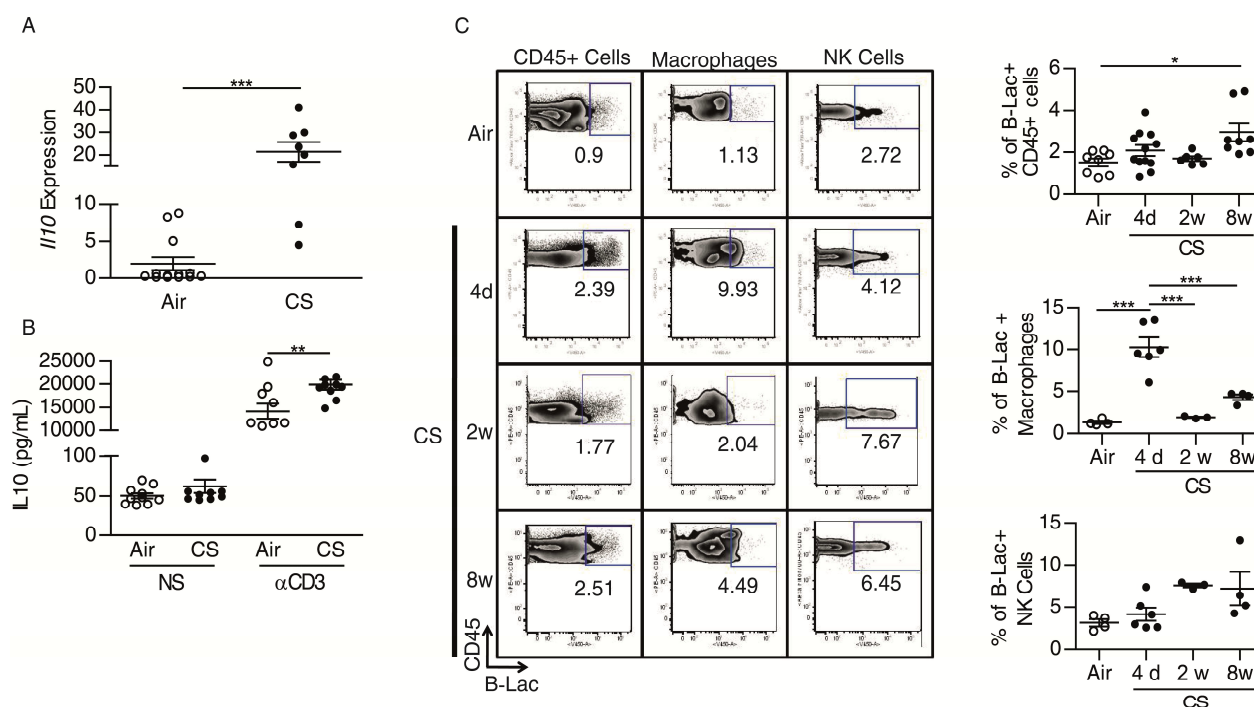 A
Il10 Expression
50
40
30
20
10
5
0
***
Air
CS
B
IL10 (pg/mL)
25000
20000
15000
10000
100
50
0
**
Air
CS
Air
CS
NS
αCD3
C
CD45+ Cells
Macrophages
NK Cells
Air
0.9
1.13
2.72
CS
4d
2.39
9.93
4.12
2w
1.77
2.04
7.67
8w
2.51
4.49
6.45
CD45
B-Lac
% of B-Lac+
CD45+ cells
6
4
2
0
*
Air
4d
2w
8w
CS
% of B-Lac +
Macrophages
15
10
5
0
***
***
***
Air
4 d
2 w
8w
CS
% of B-Lac+
NK Cells
15
10
5
0
Air
4 d
2 w
8w
CS